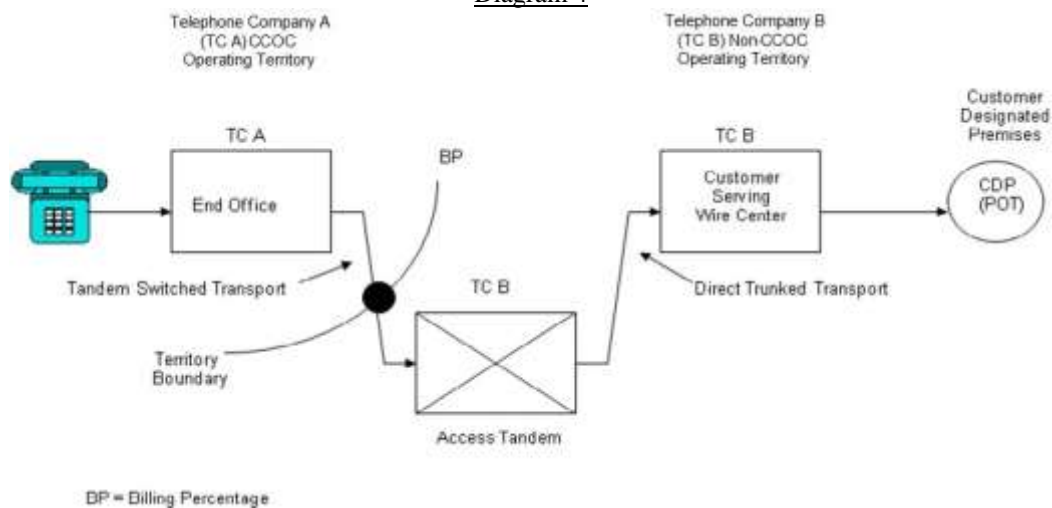 Diagram 4
Telephone Company A
(TC A) CCOC
Operating Territory
Telephone Company B
(TC B) Non-CCOC
Operating Territory
Customer
Designated
Premises
TC A
BP
TC B
End Office
Customer
Serving
Wire Center
CDP
(POT)
Tandem Switched Transport
TC B
Direct Trunked Transport
Territory
Boundary
Access Tandem
BP = Billing Percentage